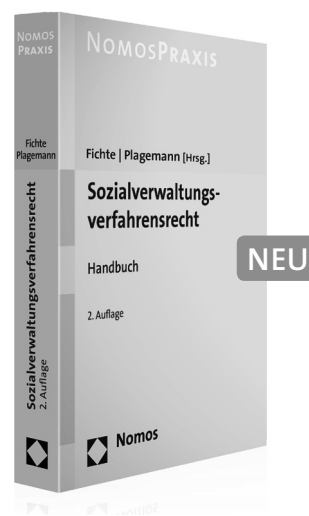 NOMOS
PRAXIS
Fichte
Plagemann
Sozialverwaltungsverfahrensrecht
2. Auflage
NOMOSPRAXIS
Fichte | Plagemann [Hrsg.]
Sozialverwaltungs-
verfahrensrecht
Handbuch
2. Auflage
Nomos
NEU